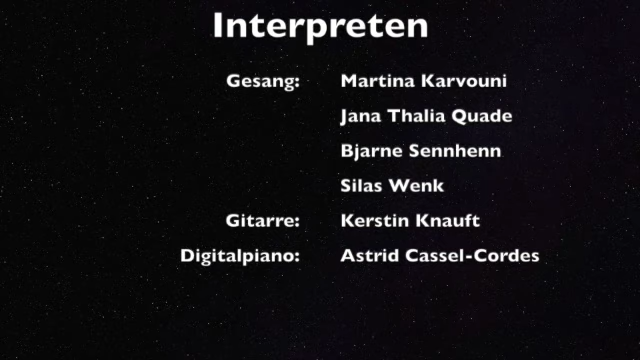 Interpreten
Gesang: Martina Karvouni
Jana Thalia Quade
Bjarne Sennhenn
Silas Wenk
Gitarre: Kerstin Knauft
Digitalpiano: Astrid Cassel-Cordes